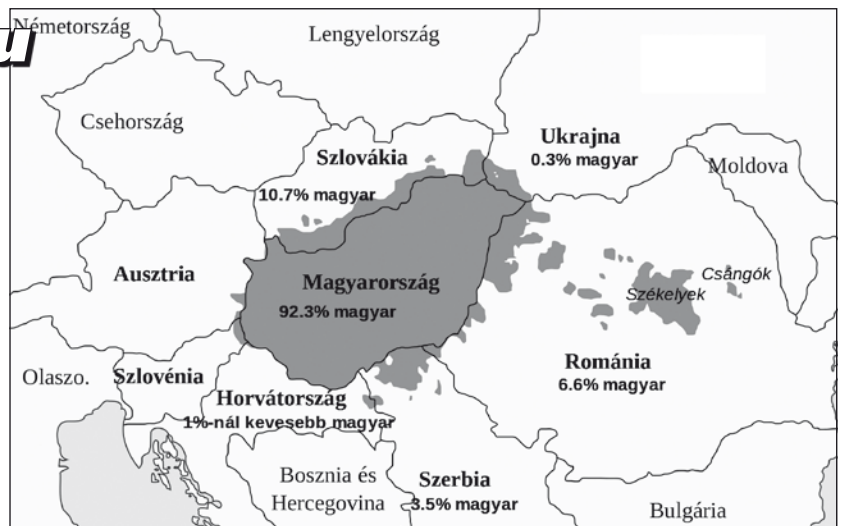 Németország
u
Lengyelország
Csehország
Ukrajna
0.3% magyar
Szlovákia
10.7% magyar
Moldova
Ausztria
Magyarország
92.3% magyar
Csángók
Székelyek
Románia
6.6% magyar
Olaszo.
Szlovénia
Horvátország
1%-nál kevesebb magyar
Bosznia és
Hercegovina
Szerbia
3.5% magyar
Bulgária